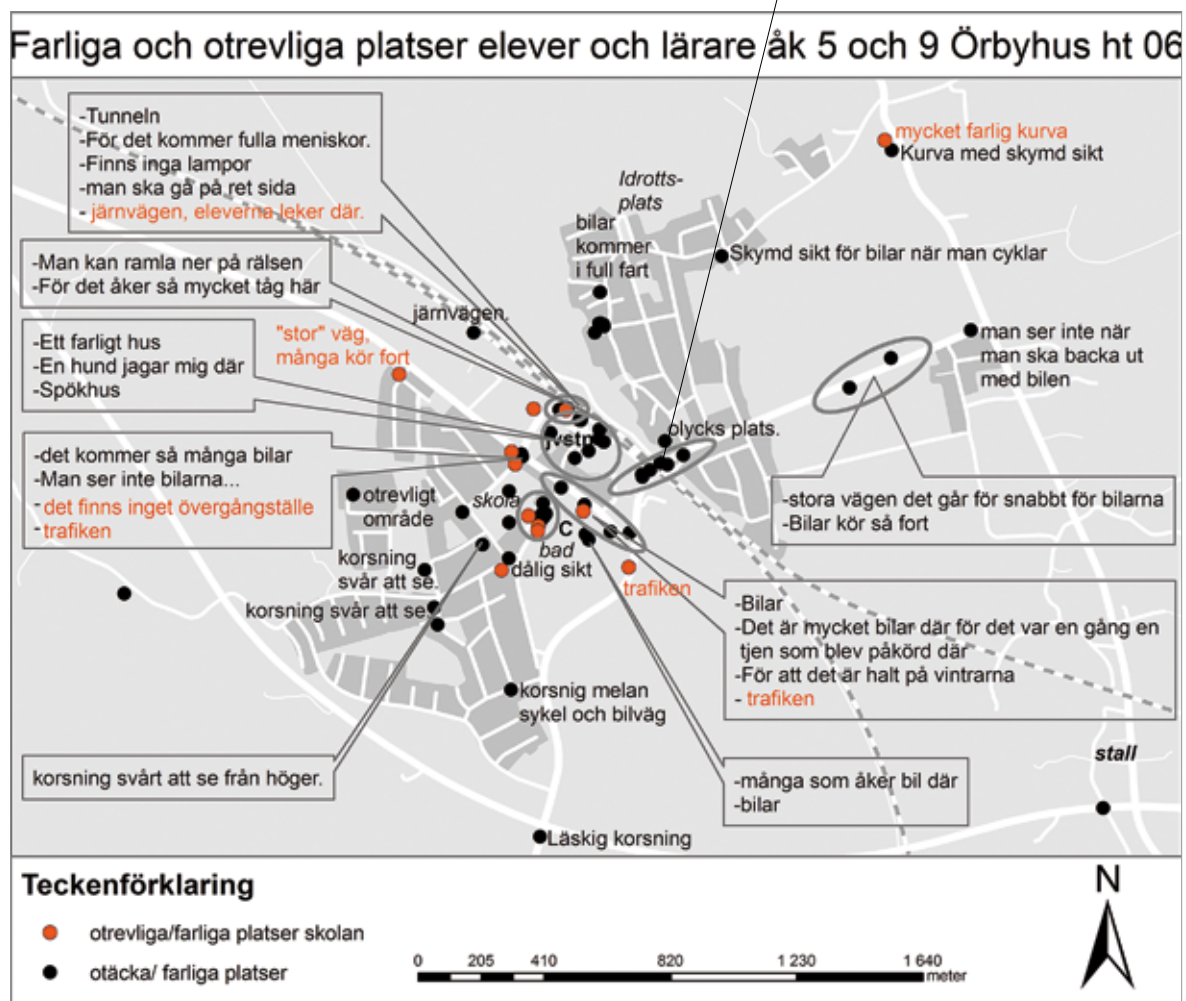 Farliga och otrevliga platser elever och lärare åk 5 och 9 Örbyhus ht 06
-Tunneln
-För det kommer fulla meniskor.
-Finns inga lampor
-man ska gå på ret sida
- järnvägen, eleverna leker där.
mycket farlig kurva
Kurva med skymd sikt
Idrotts-
plats
bilar
kommer
i full fart
Skymd sikt för bilar när man cyklar
-Man kan ramla ner på rälsen
-För det åker så mycket tåg här
järnvägen.
"stor" väg,
många kör fort
man ser inte när
man ska backa ut
med bilen
-Ett farligt hus
-En hund jagar mig där
-Spökhus
jvstp
olycks plats.
-det kommer så många bilar
-Man ser inte bilarna...
- det finns inget övergångställe
- trafiken
otrevligt
område
skola
C
bad
dålig sikt
-stora vägen det går för snabbt för bilarna
-Bilar kör så fort
korsning
svår att se.
korsning svår att se
trafiken
-Bilar
-Det är mycket bilar där för det var en gång en
tjen som blev påkörd där
-För att det är halt på vintrarna
- trafiken
korsnig melan
sykel och bilväg
korsning svårt att se från höger.
-många som åker bil där
-bilar
stall
Läskig korsning
Teckenförklaring
otrevliga/farliga platser skolan
otäcka/ farliga platser
0 205 410 820 1 230 1 640
meter
N